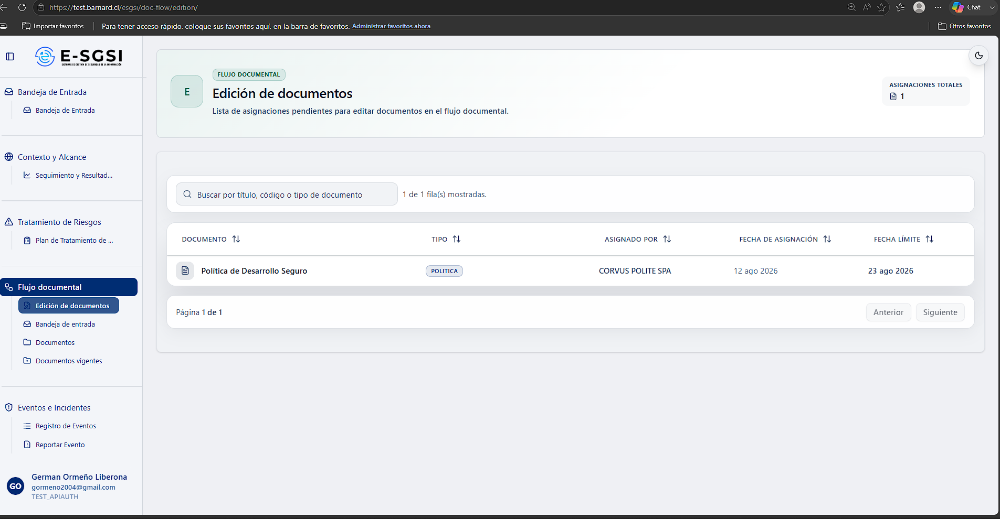 https://test.barnard.cl/esgsi/doc-flow/edition/
Chat
Importar favoritos
Para tener acceso rápido, coloque sus favoritos aquí, en la barra de favoritos. Administrar favoritos ahora
Otros favoritos
E-SGSI
SISTEMAS DE GESTIÓN DE SEGURIDAD DE LA INFORMACIÓN
Bandeja de Entrada
Bandeja de Entrada
Contexto y Alcance
Seguimiento y Resultad...
Tratamiento de Riesgos
Plan de Tratamiento de ...
Flujo documental
Edición de documentos
Bandeja de entrada
Documentos
Documentos vigentes
Eventos e Incidentes
Registro de Eventos
Reportar Evento
GO
German Ormeño Liberona
gormeno2004@gmail.com
TEST_APIAUTH
E
FLUJO DOCUMENTAL
Edición de documentos
Lista de asignaciones pendientes para editar documentos en el flujo documental.
ASIGNACIONES TOTALES
1
Buscar por título, código o tipo de documento
1 de 1 fila(s) mostradas.
DOCUMENTO TIPO ASIGNADO POR FECHA DE ASIGNACIÓN FECHA LÍMITE
Política de Desarrollo Seguro POLITICA CORVUS POLITE SPA 12 ago 2026 23 ago 2026
Página 1 de 1
Anterior Siguiente